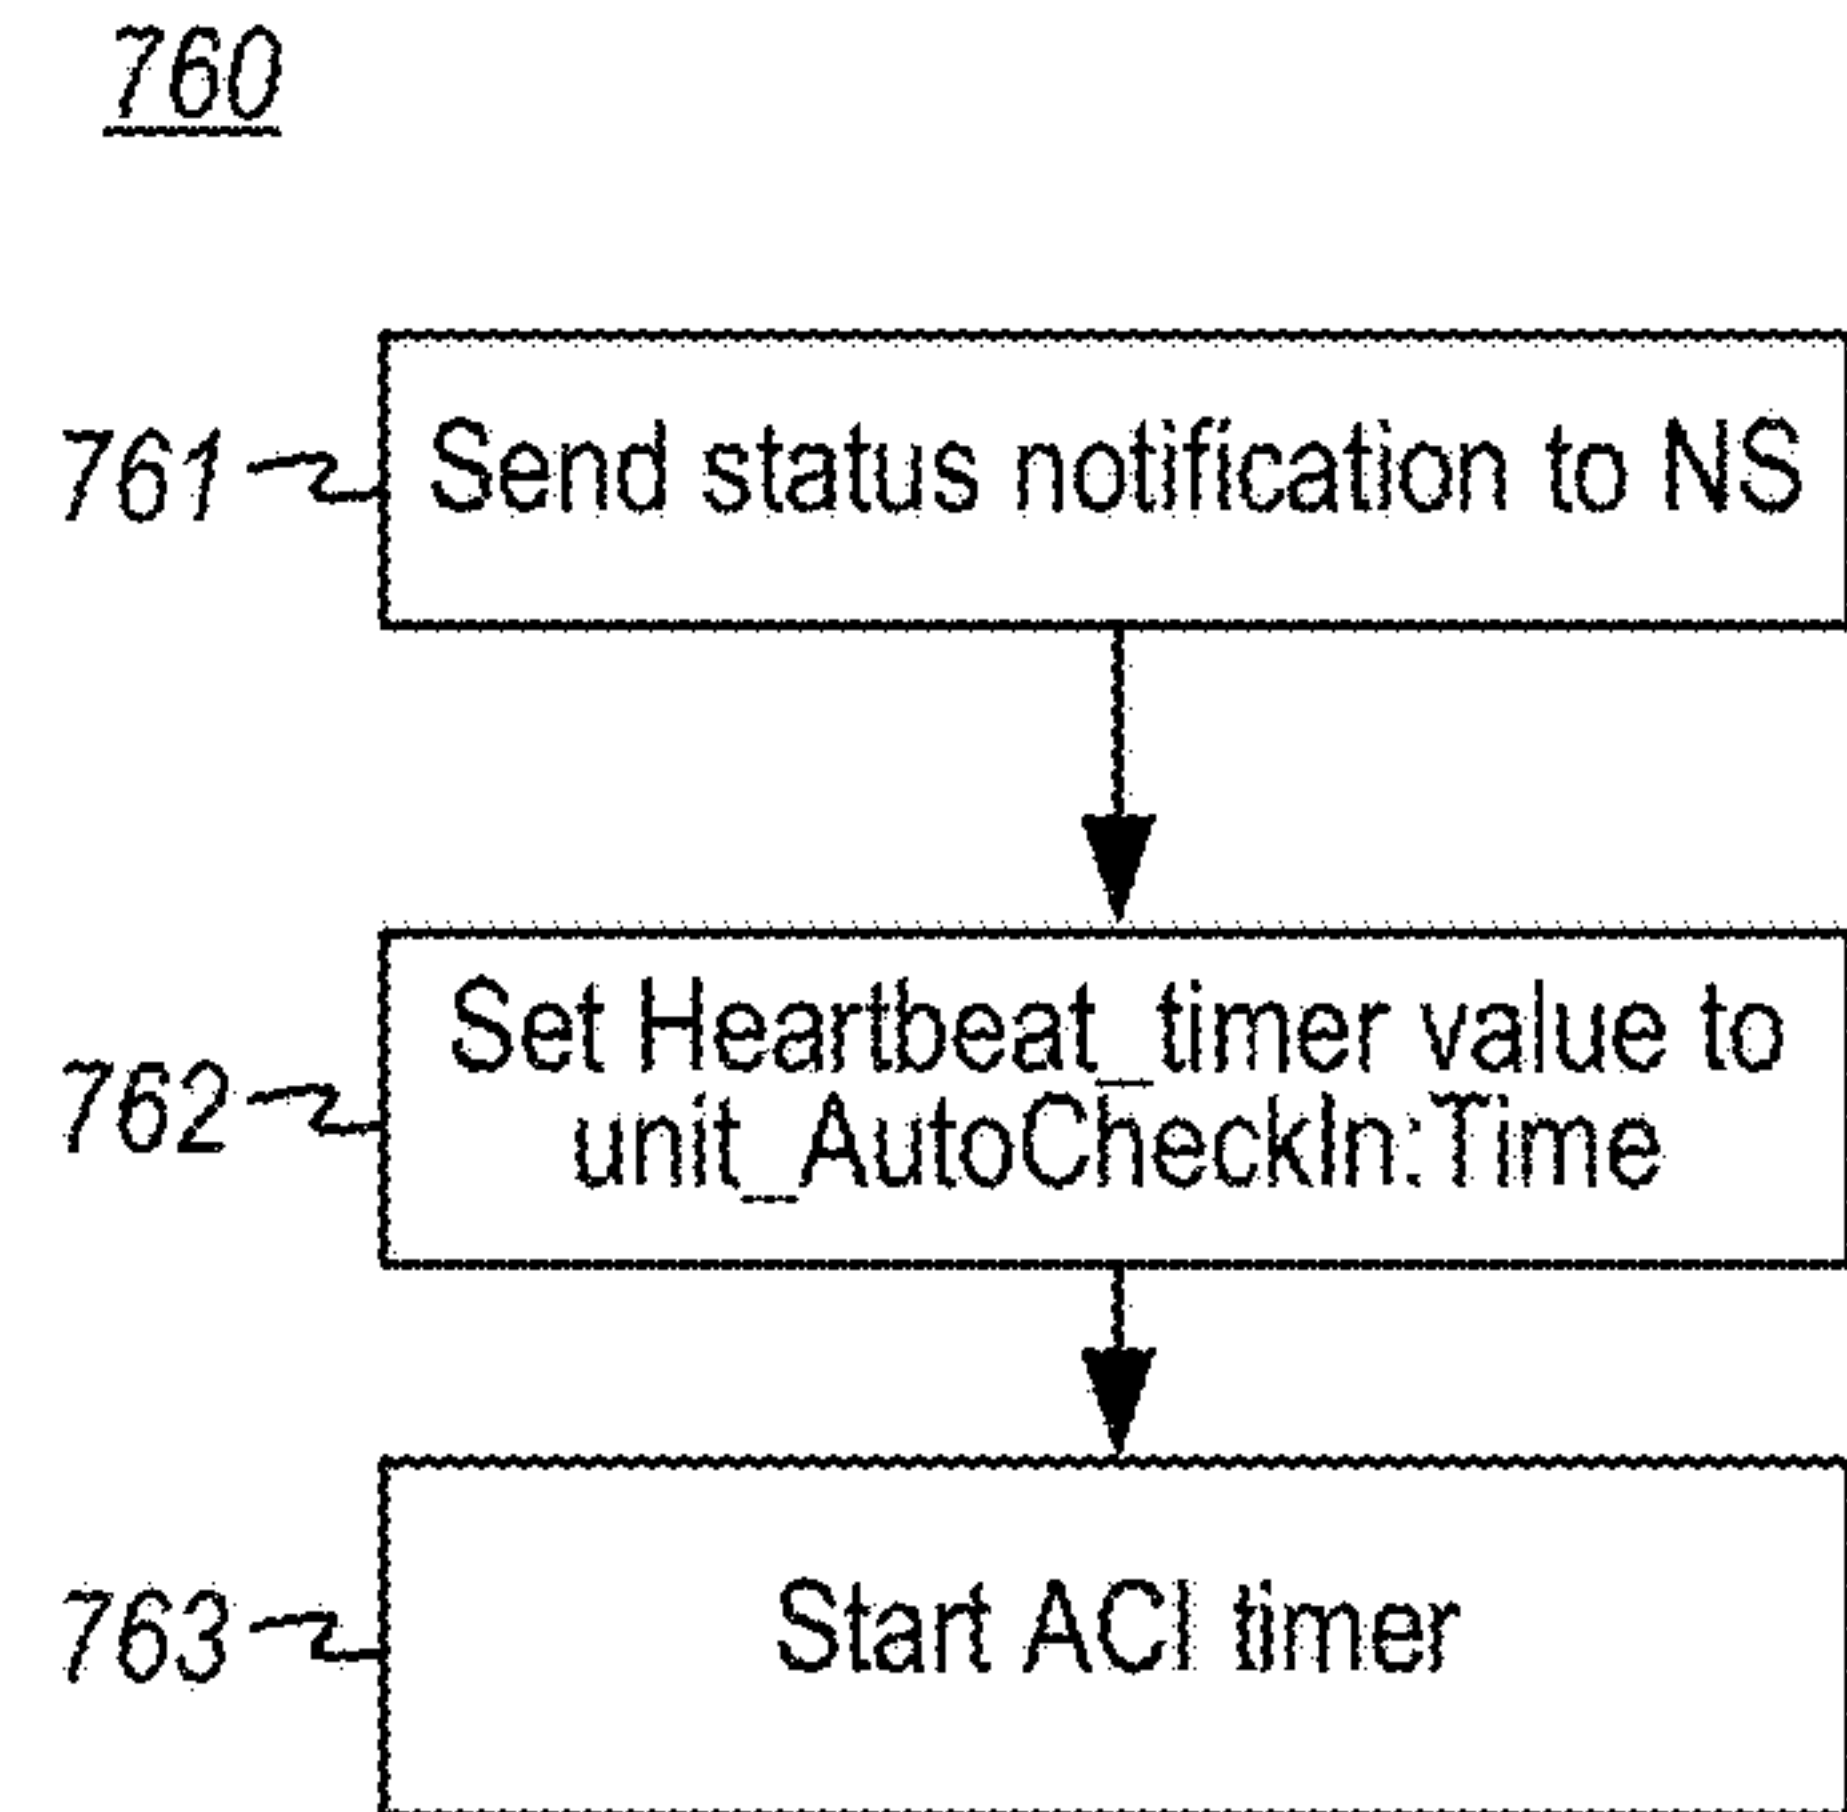 760
761 Send status notification to NS
762 Set Heartbeat_timer value to
unit_AutoCheckIn:Time
763 Start ACI timer